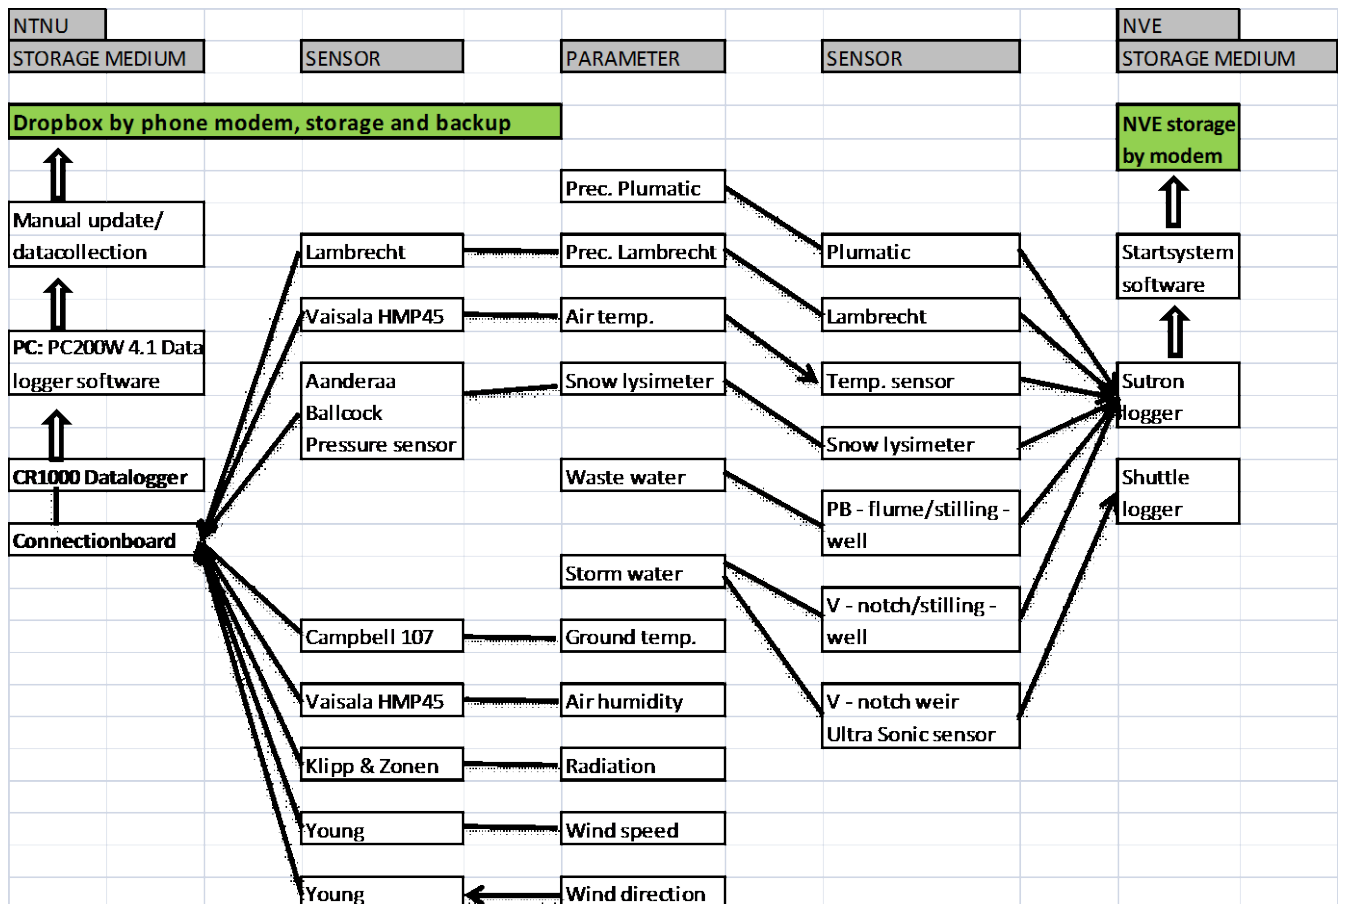 NTNU
NVE
STORAGE MEDIUM
SENSOR
PARAMETER
SENSOR
STORAGE MEDIUM
Dropbox by phone modem, storage and backup
NVE storage
by modem
Manual update/
datacollection
PC: PC200W 4.1 Data
logger software
CR1000 Datalogger
Connectionboard
Lambrecht
Vaisala HMP45
Aanderaa
Ballcock
Pressure sensor
Campbell 107
Vaisala HMP45
Klipp & Zonen
Young
Young
Prec. Plumatic
Prec. Lambrecht
Air temp.
Snow lysimeter
Waste water
Storm water
Ground temp.
Air humidity
Radiation
Wind speed
Wind direction
Plumatic
Lambrecht
Temp. sensor
Snow lysimeter
PB - flume/stilling -
well
V - notch/stilling -
well
V - notch weir
Ultra Sonic sensor
Startsystem
software
Sutron
logger
Shuttle
logger